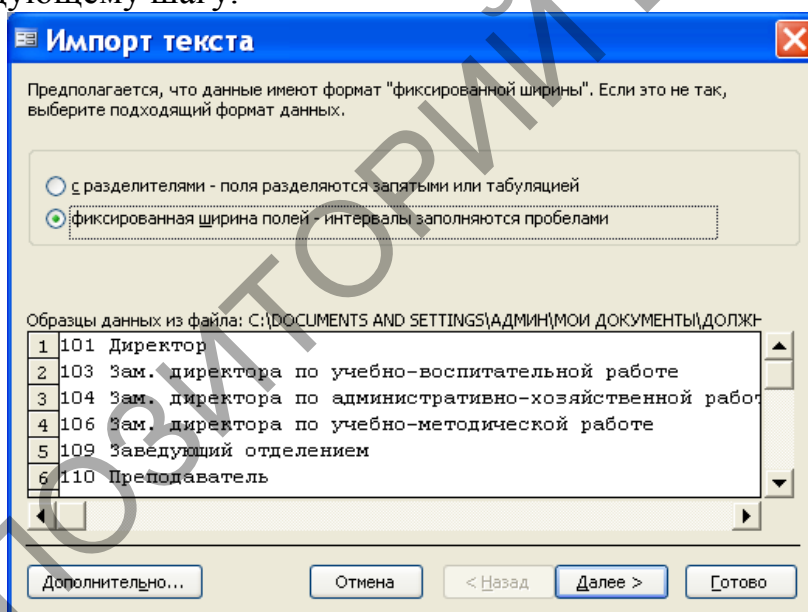 дующему шагу.
Импорт текста
Предполагается, что данные имеют формат "фиксированной ширины". Если это не так,
выберите подходящий формат данных.
с разделителями - поля разделяются запятыми или табуляцией
фиксированная ширина полей - интервалы заполняются пробелами
Образцы данных из файла: C:\DOCUMENTS AND SETTINGS\АДМИН\МОИ ДОКУМЕНТЫ\ДОЛЖН
1 101 Директор
2 103 Зам. директора по учебно-воспитательной работе
3 104 Зам. директора по административно-хозяйственной работ
4 106 Зам. директора по учебно-методической работе
5 109 Заведующий отделением
6 110 Преподаватель
Дополнительно... Отмена < Назад Далее > Готово
ПОЗИТОРИЙ